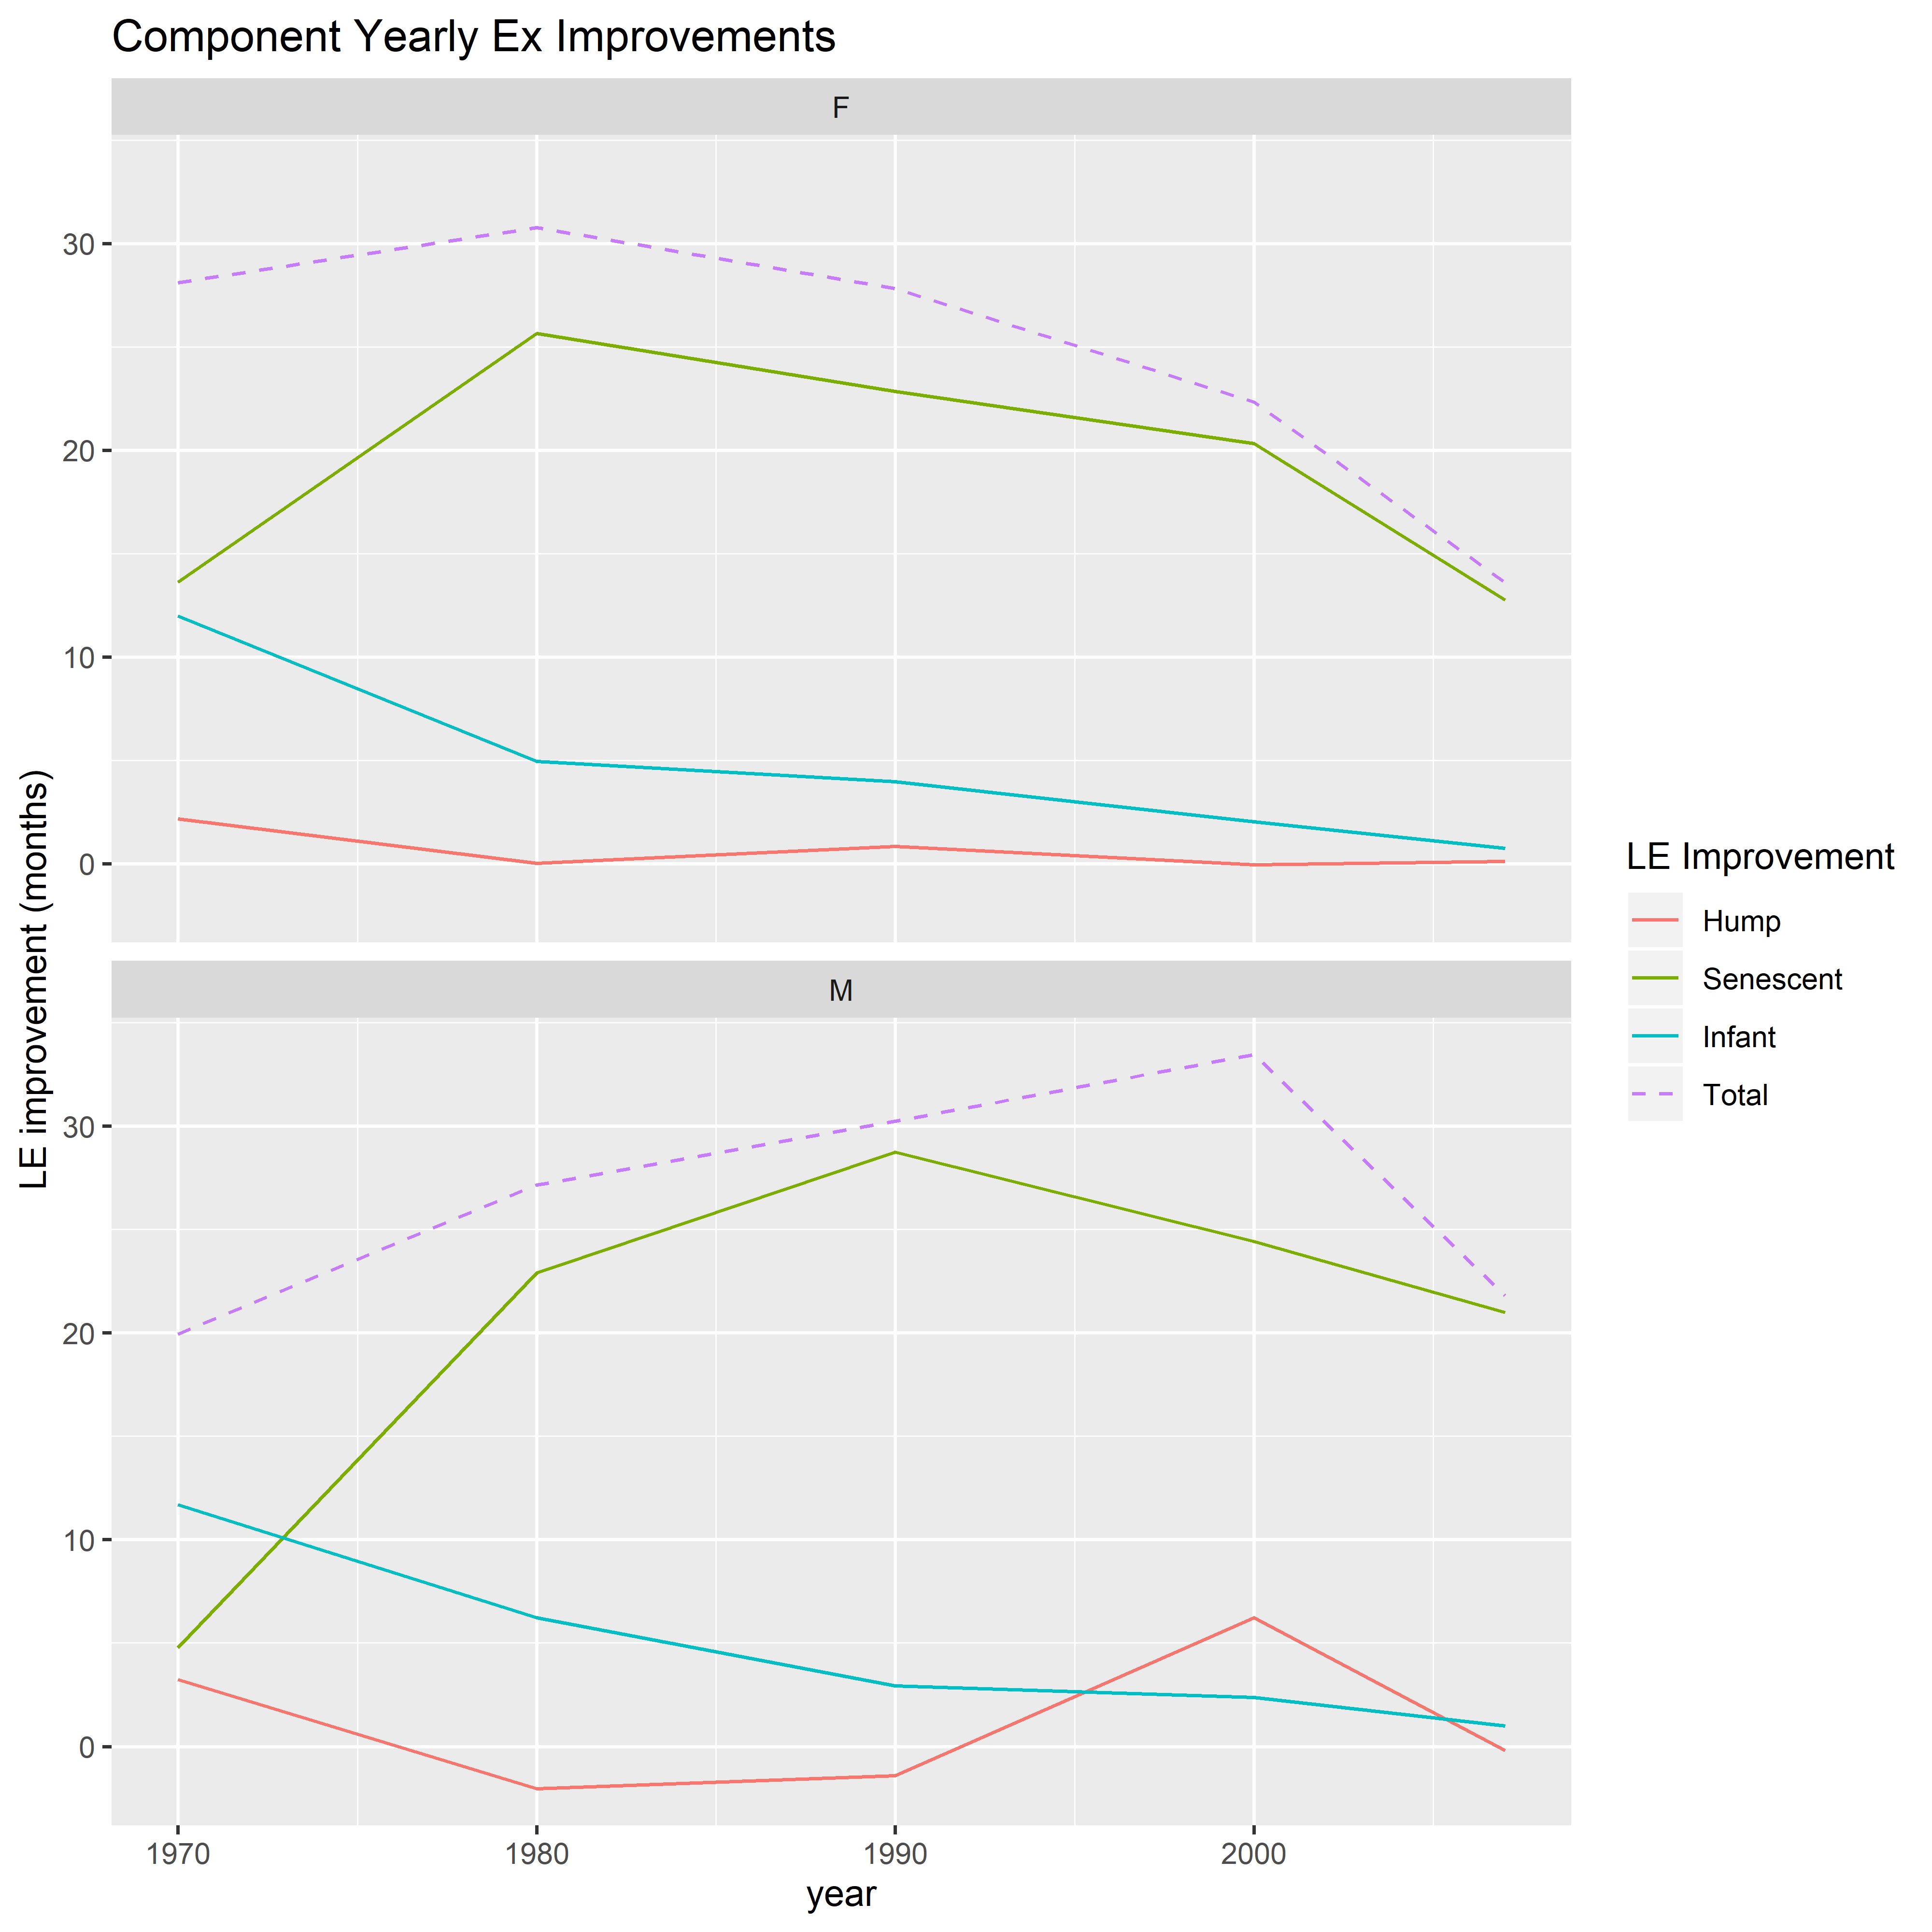 Component Yearly Ex Improvements
F
30
20
10
0
M
30
20
10
0
1970 1980 1990 2000
year
LE improvement (months)
LE Improvement
Hump
Senescent
Infant
Total